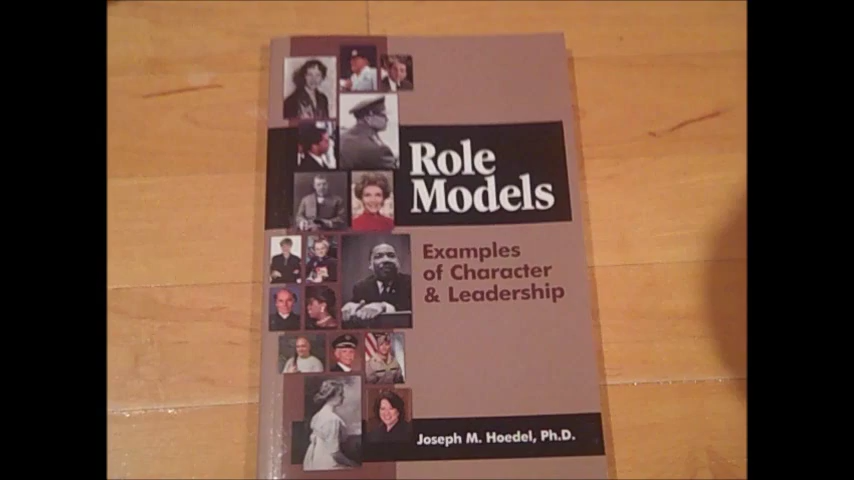 Role
Models
Examples
of Character
& Leadership
Joseph M. Hoedel, Ph.D.